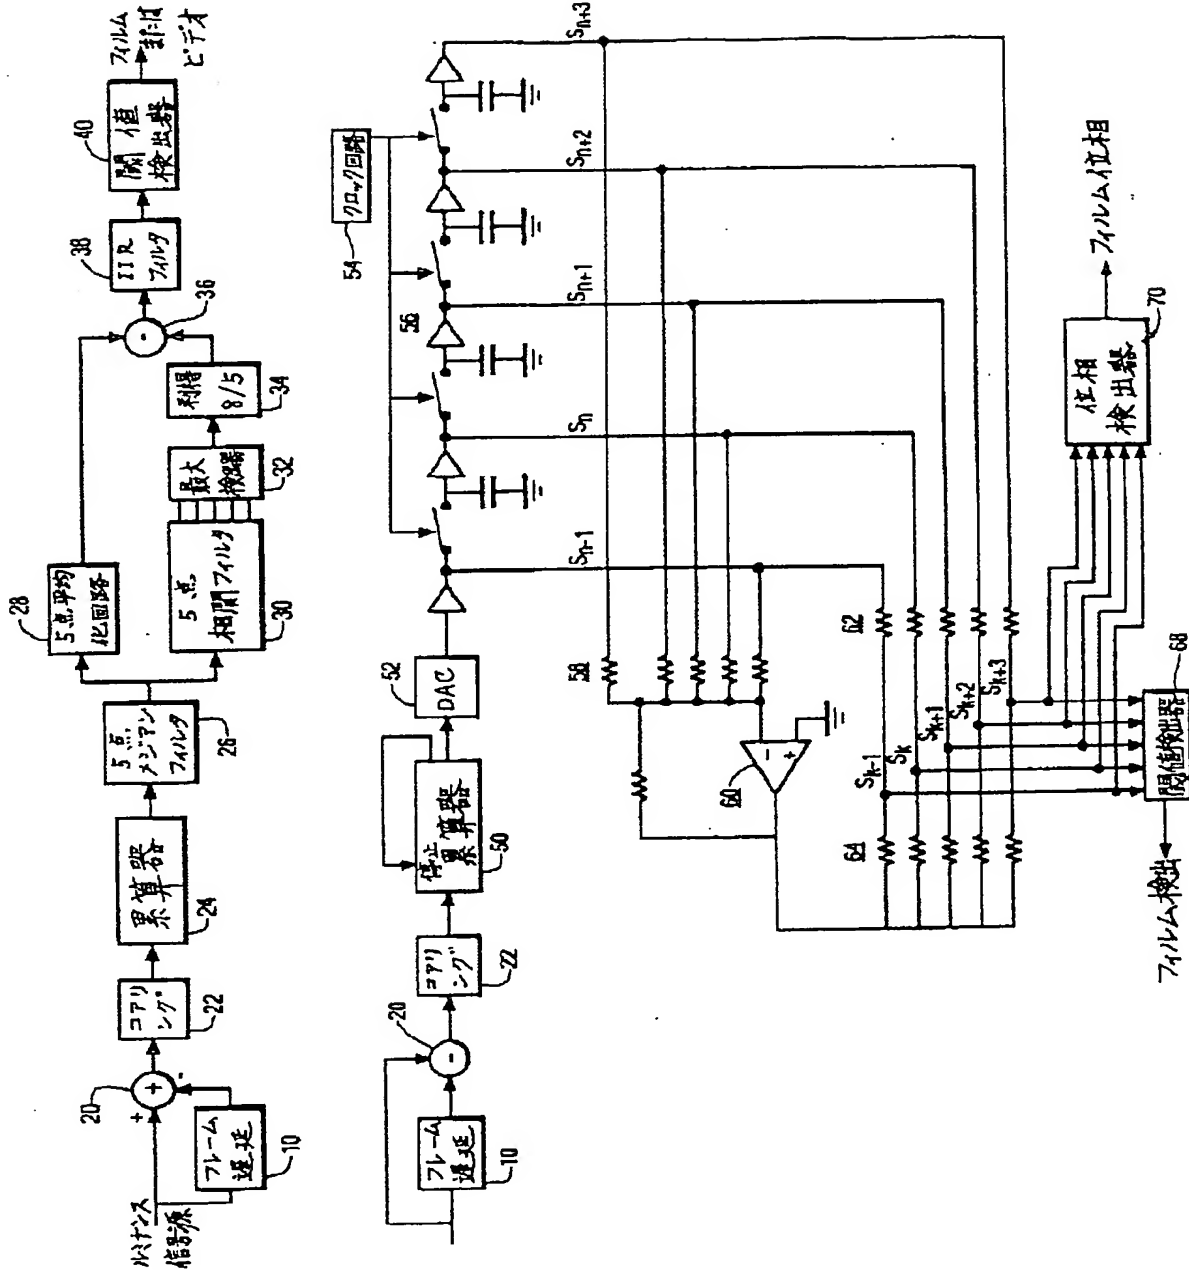 ルミナンス
信号源
フレーム
遅延
10
20
+
+
-
コアリ
ング
22
累算器
24
5点
メジアン
フィルタ
26
5点平均
化回路
28
5点
相関フィルタ
30
最大
検出器
32
利得
8/5
34
-
36
IIR
フィルタ
38
閾値
検出器
40
フィルム
または
ビデオ
フレーム
遅延
10
-
20
コアリ
ング
22
停止
累算器
50
DAC
52
クロック回路
54
56
Sn-1
Sn
Sn+1
Sn+2
Sn+3
58
-
+
60
62
64
Sk-1
Sk
Sk+1
Sk+2
Sk+3
閾値検出器
68
フィルム検出
位相
検出器
70
フィルム位相